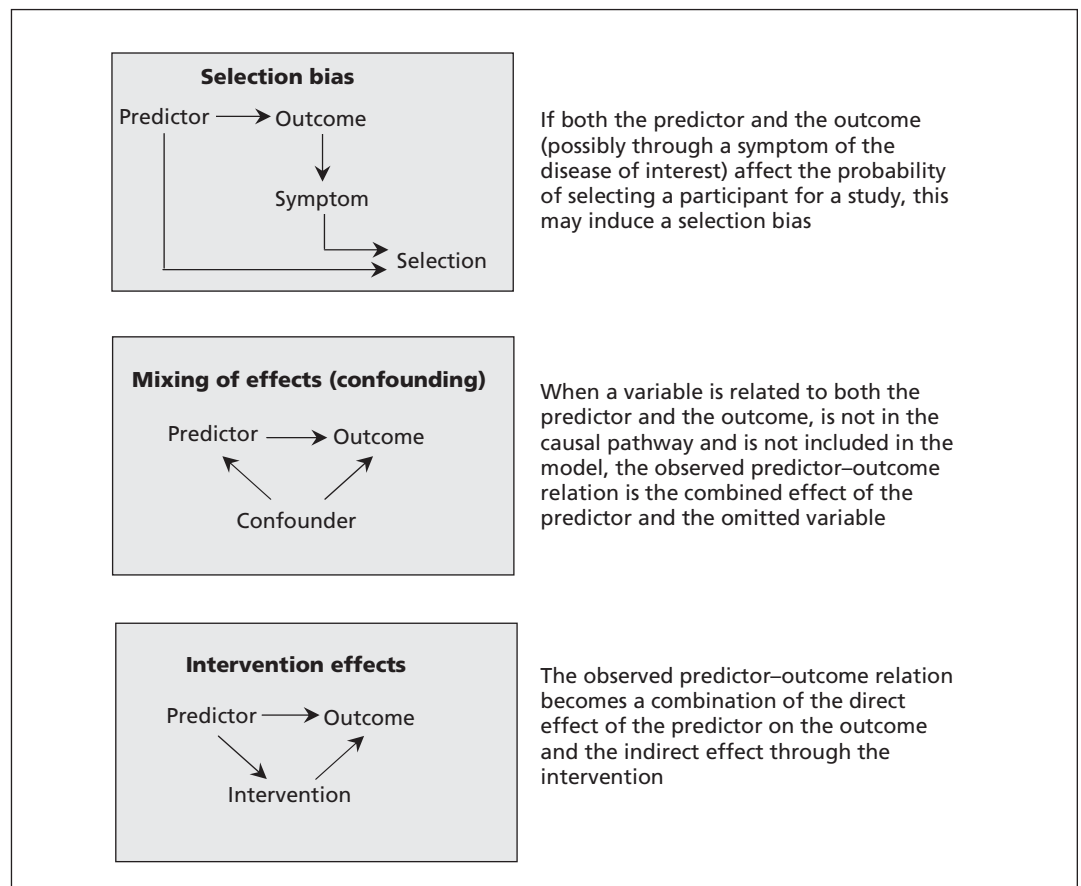 Selection bias
Predictor
Outcome
Symptom
Selection
If both the predictor and the outcome
(possibly through a symptom of the
disease of interest) affect the probability
of selecting a participant for a study, this
may induce a selection bias
Mixing of effects (confounding)
Predictor
Outcome
Confounder
When a variable is related to both the
predictor and the outcome, is not in the
causal pathway and is not included in the
model, the observed predictor–outcome
relation is the combined effect of the
predictor and the omitted variable
Intervention effects
Predictor
Outcome
Intervention
The observed predictor–outcome relation
becomes a combination of the direct
effect of the predictor on the outcome
and the indirect effect through the
intervention